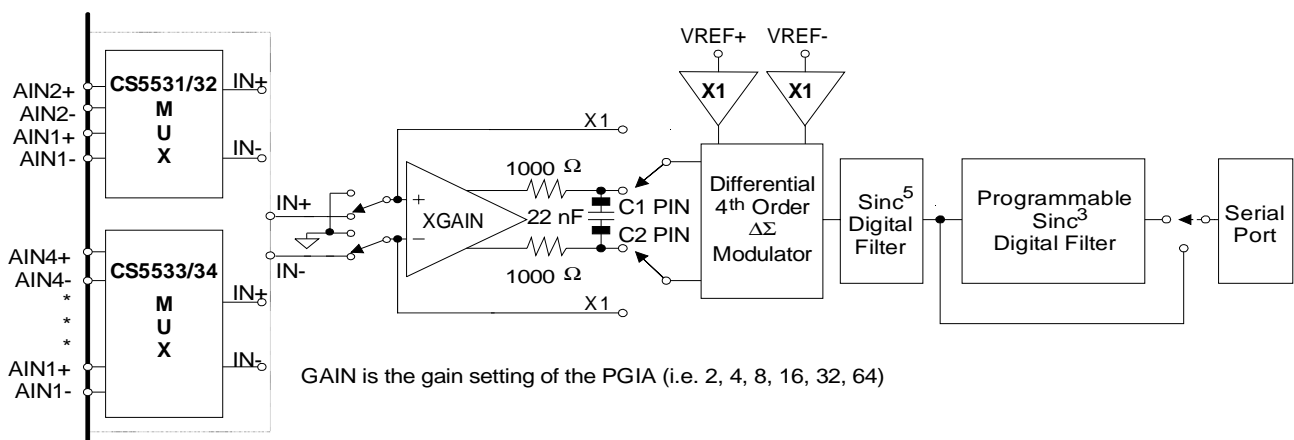 VREF+ VREF-
X1 X1
CS5531/32
M
U
X
AIN2+
AIN2-
AIN1+
AIN1-
IN+
IN-
CS5533/34
M
U
X
AIN4+
AIN4-
*
*
*
AIN1+
AIN1-
IN+
IN-
IN+
IN-
X1
+
XGAIN
−
1000 Ω
22 nF
C1 PIN
C2 PIN
1000 Ω
X1
Differential
4th Order
ΔΣ
Modulator
Sinc5
Digital
Filter
Programmable
Sinc3
Digital Filter
Serial
Port
GAIN is the gain setting of the PGIA (i.e. 2, 4, 8, 16, 32, 64)